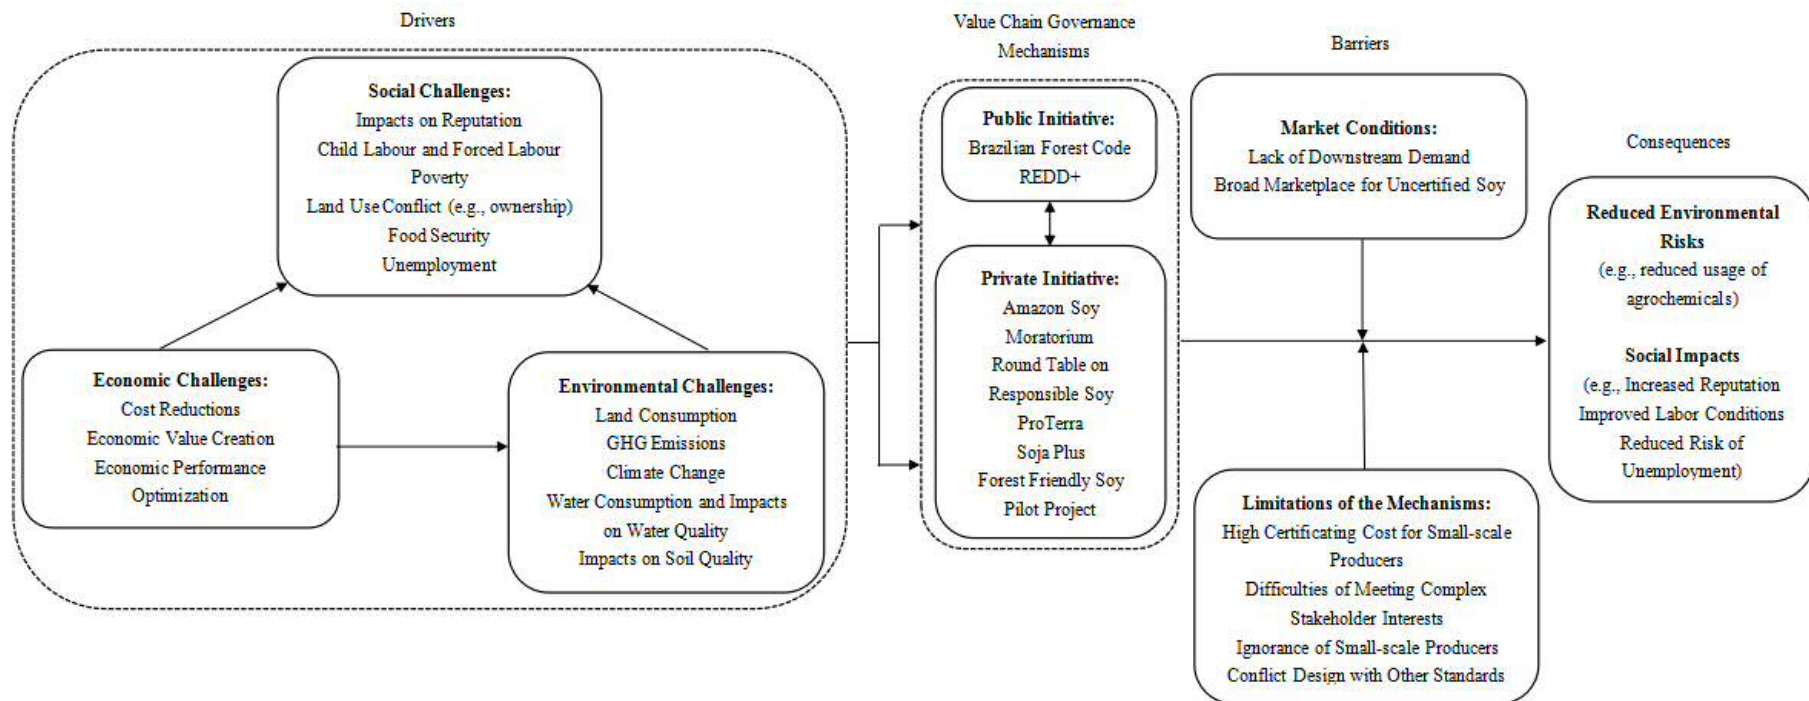 Drivers
Social Challenges:
Impacts on Reputation
Child Labour and Forced Labour
Poverty
Land Use Conflict (e.g., ownership)
Food Security
Unemployment
Economic Challenges:
Cost Reductions
Economic Value Creation
Economic Performance
Optimization
Environmental Challenges:
Land Consumption
GHG Emissions
Climate Change
Water Consumption and Impacts
on Water Quality
Impacts on Soil Quality
Value Chain Governance
Mechanisms
Public Initiative:
Brazilian Forest Code
REDD+
Private Initiative:
Amazon Soy
Moratorium
Round Table on
Responsible Soy
ProTerra
Soja Plus
Forest Friendly Soy
Pilot Project
Barriers
Market Conditions:
Lack of Downstream Demand
Broad Marketplace for Uncertified Soy
Limitations of the Mechanisms:
High Certificating Cost for Small-scale
Producers
Difficulties of Meeting Complex
Stakeholder Interests
Ignorance of Small-scale Producers
Conflict Design with Other Standards
Consequences
Reduced Environmental
Risks
(e.g., reduced usage of
agrochemicals)
Social Impacts
(e.g., Increased Reputation
Improved Labor Conditions
Reduced Risk of
Unemployment)